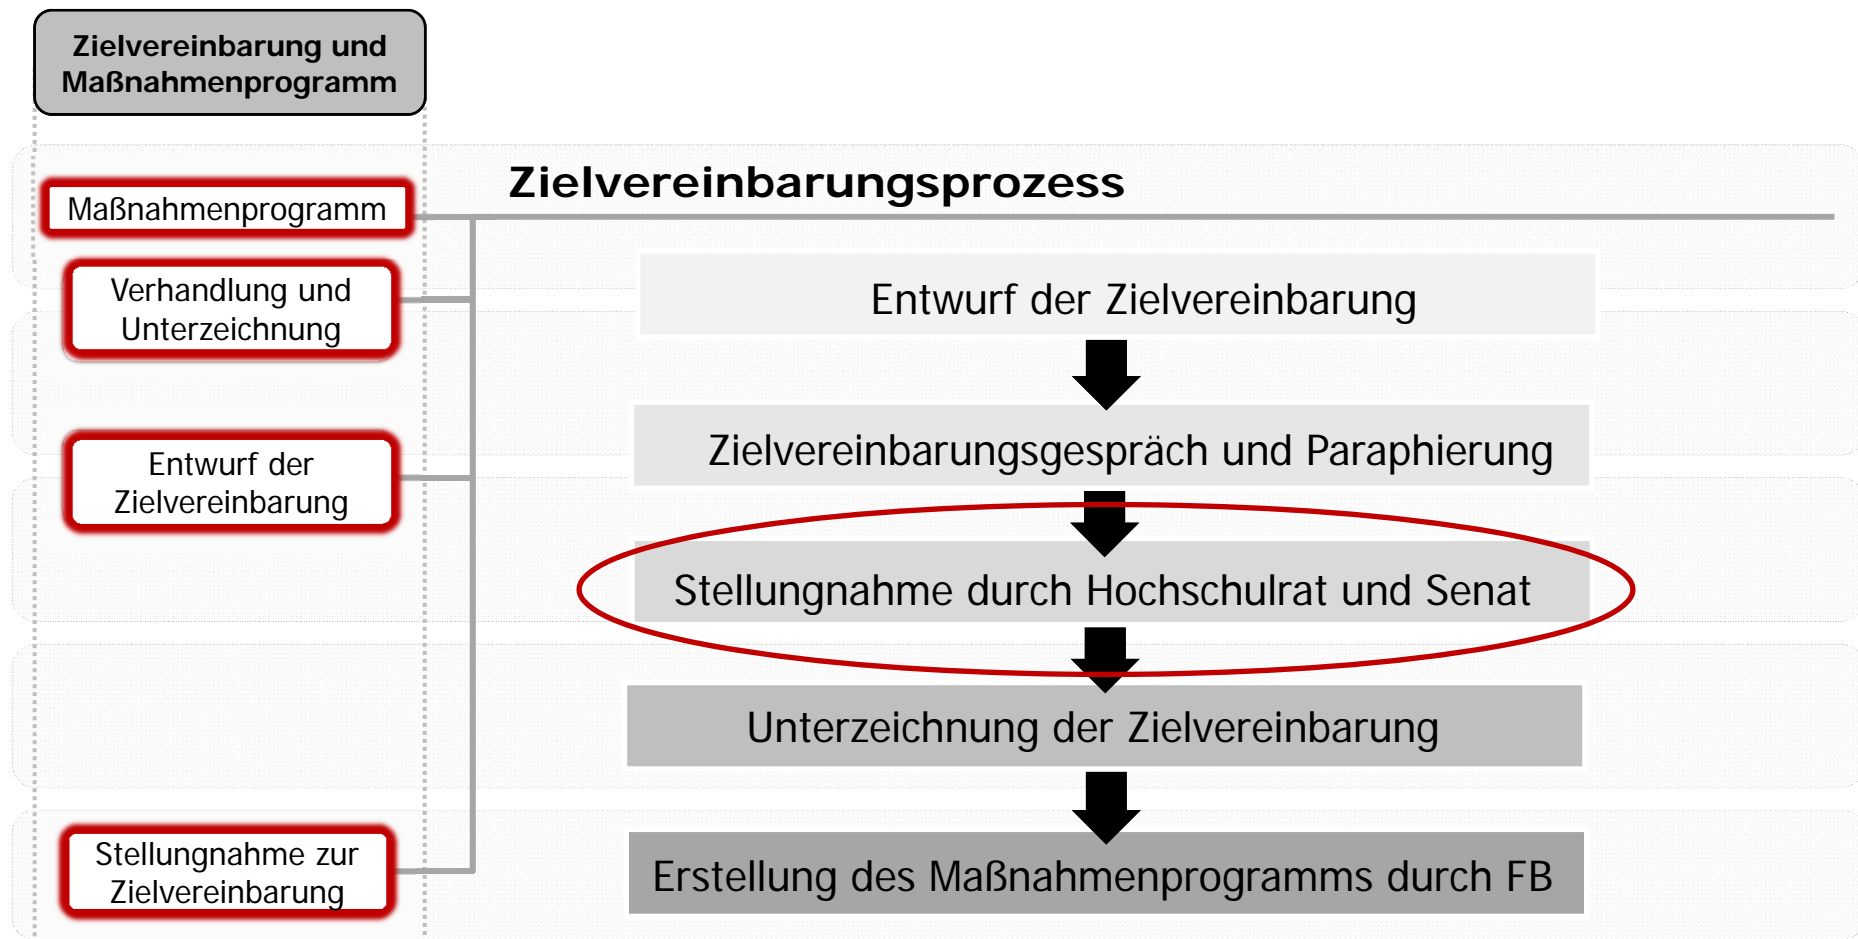 Zielvereinbarung und
Maßnahmenprogramm
Zielvereinbarungsprozess
Maßnahmenprogramm
Verhandlung und
Unterzeichnung
Entwurf der
Zielvereinbarung
Stellungnahme zur
Zielvereinbarung
Entwurf der Zielvereinbarung
Zielvereinbarungsgespräch und Paraphierung
Stellungnahme durch Hochschulrat und Senat
Unterzeichnung der Zielvereinbarung
Erstellung des Maßnahmenprogramms durch FB